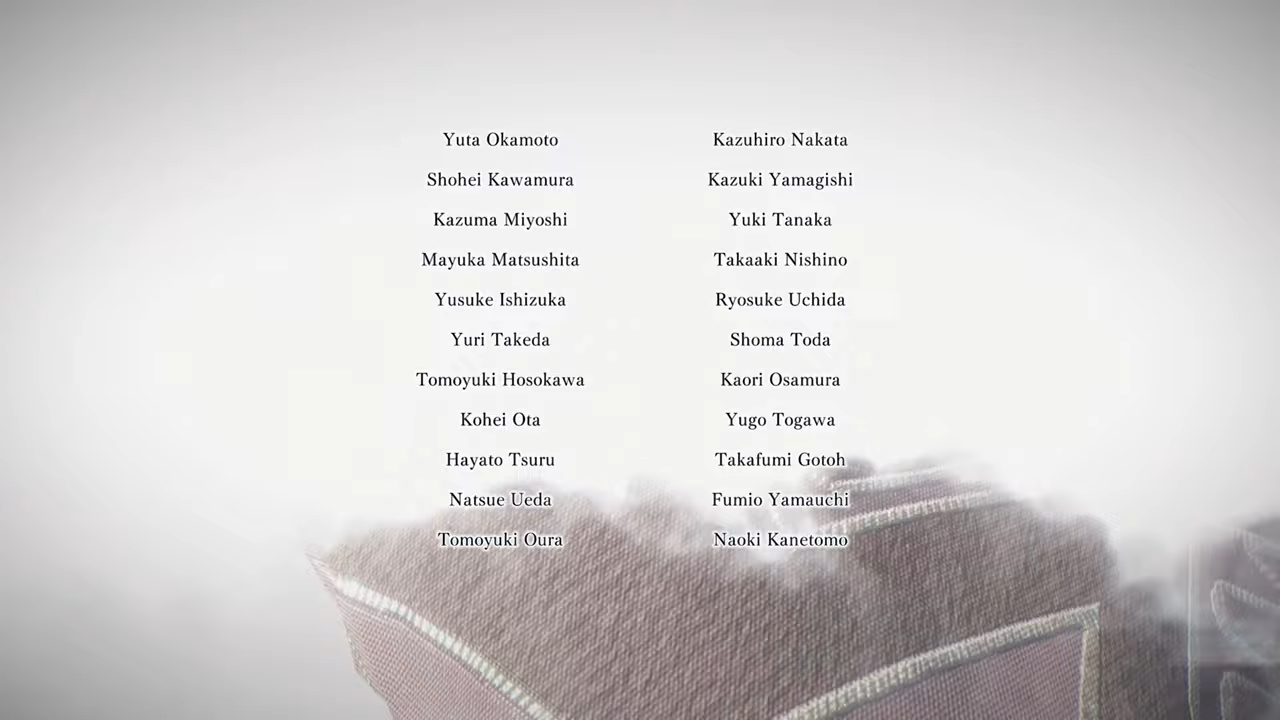 Yuta Okamoto
Shohei Kawamura
Kazuma Miyoshi
Mayuka Matsushita
Yusuke Ishizuka
Yuri Takeda
Tomoyuki Hosokawa
Kohei Ota
Hayato Tsuru
Natsue Ueda
Tomoyuki Oura
Kazuhiro Nakata
Kazuki Yamagishi
Yuki Tanaka
Takaaki Nishino
Ryosuke Uchida
Shoma Toda
Kaori Osamura
Yugo Togawa
Takafumi Gotoh
Fumio Yamauchi
Naoki Kanetomo